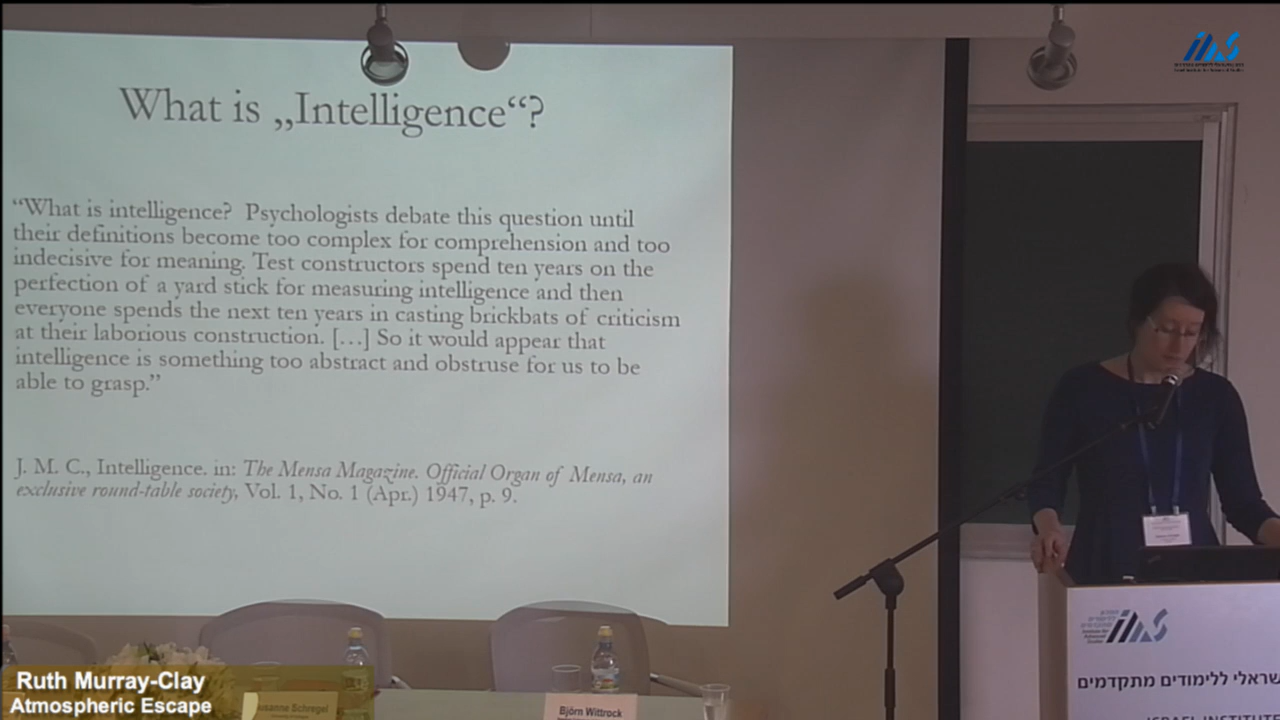 What is „Intelligence“?
“What is intelligence? Psychologists debate this question until
their definitions become too complex for comprehension and too
indecisive for meaning. Test constructors spend ten years on the
perfection of a yard stick for measuring intelligence and then
everyone spends the next ten years in casting brickbats of criticism
at their laborious construction. […] So it would appear that
intelligence is something too abstract and obstruse for us to be
able to grasp.”
J. M. C., Intelligence. in: The Mensa Magazine. Official Organ of Mensa, an
exclusive round-table society, Vol. 1, No. 1 (Apr.) 1947, p. 9.
Ruth Murray-Clay
Atmospheric Escape
Schregel
Björn Wittrock
ללימודים מתקדמים